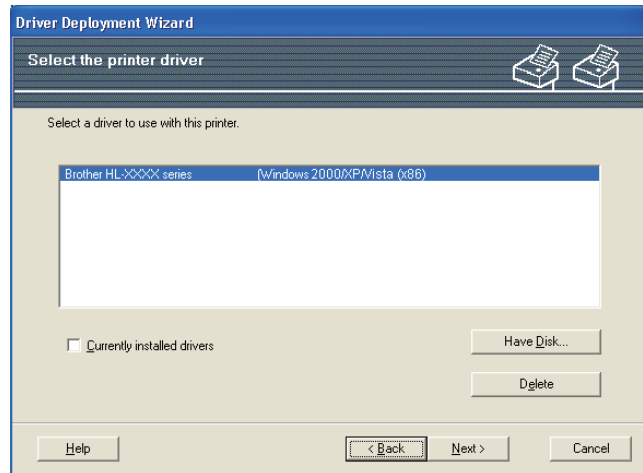 Driver Deployment Wizard
Select the printer driver
Select a driver to use with this printer.
Brother HL-XXXX series (Windows 2000/XP/Vista (x86)
Currently installed drivers
Have Disk...
Delete
Help
< Back
Next >
Cancel